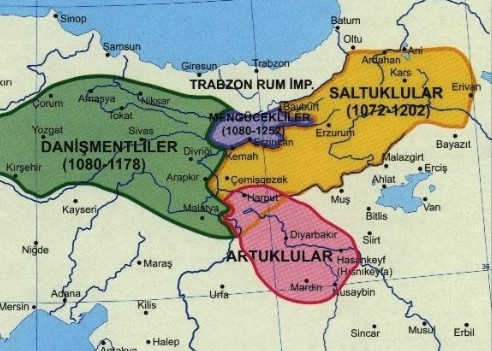 Sinop
Batum
Samsun
Oltu
Ani
Giresun
Trabzon
Ardahan
Kars
TRABZON RUM İMP.
Çorum
Amasya
Niksar
Tokat
Bayburt
SALTUKLULAR
(1072-1202)
Erivan
MENGÜCEKLİLER
(1080-1252)
Yozgat
Sivas
Erzurum
Erzincan
DANİŞMENTLİLER
(1080-1178)
Divriği
Kemah
Bayazıt
Malazgirt
Kırşehir
Arapkir
Çemişgezek
Ahlat
Erciş
Kayseri
Malatya
Harput
Muş
Bitlis
Van
Niğde
Diyarbakır
Siirt
Maraş
ARTUKLULAR
Hasankeyf
(Hısnıkeyfa)
Adana
Urfa
Mardin
Nusaybin
Mersin
Kilis
Antakya
Halep
Sincar
Musul
Erbil